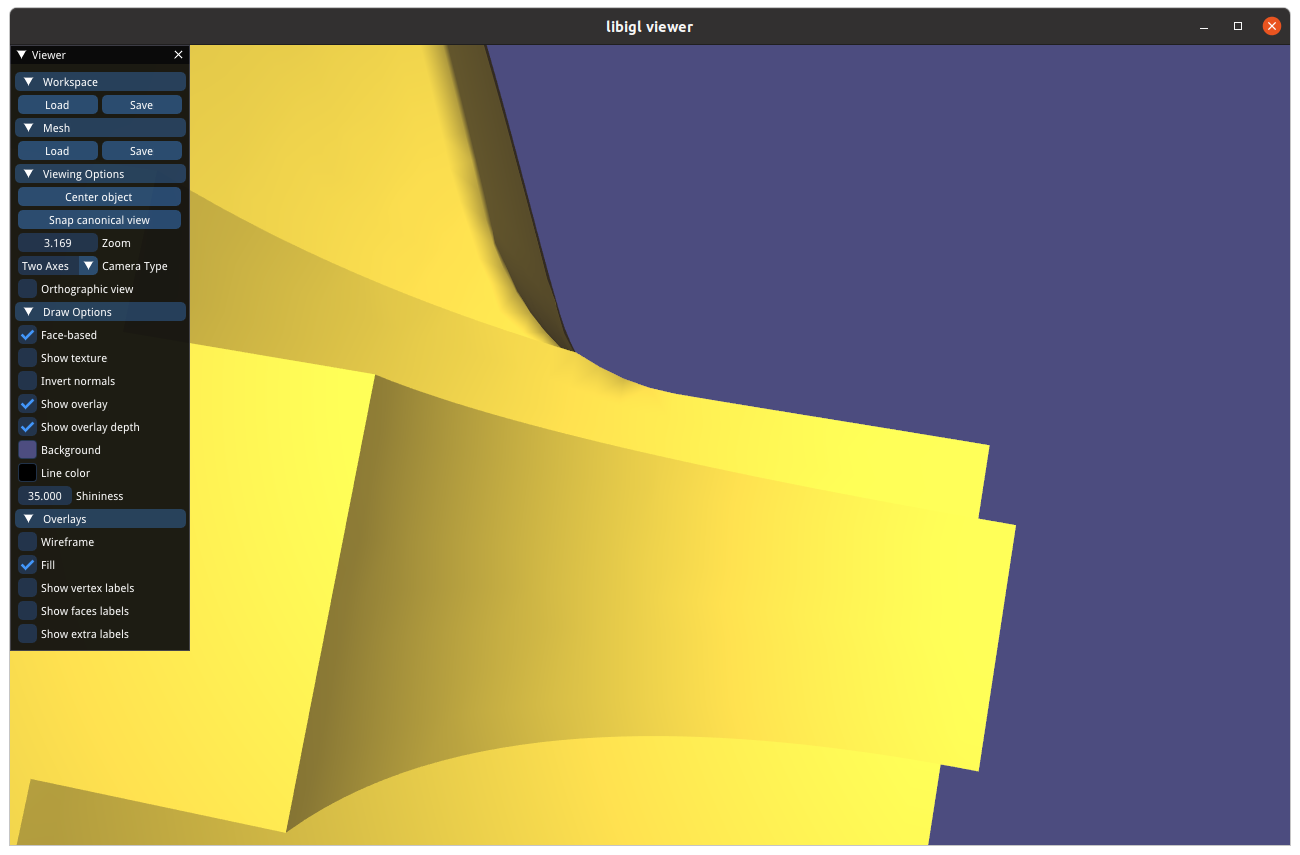 libigl viewer
Viewer
Workspace
Load Save
Mesh
Load Save
Viewing Options
Center object
Snap canonical view
3.169 Zoom
Two Axes Camera Type
Orthographic view
Draw Options
Face-based
Show texture
Invert normals
Show overlay
Show overlay depth
Background
Line color
35.000 Shininess
Overlays
Wireframe
Fill
Show vertex labels
Show faces labels
Show extra labels